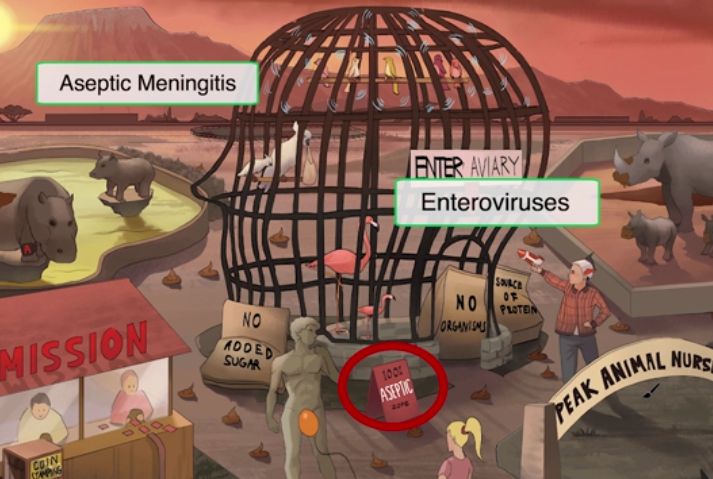 Aseptic Meningitis
ENTER AVIARY
Enteroviruses
NO
ADDED
SUGAR
NO
ORGANISMS
SOURCE
OF
PROTEIN
MISSION
100%
ASEPTIC
ZONE
PEAK ANIMAL NURS
COIN
STAMPING
A